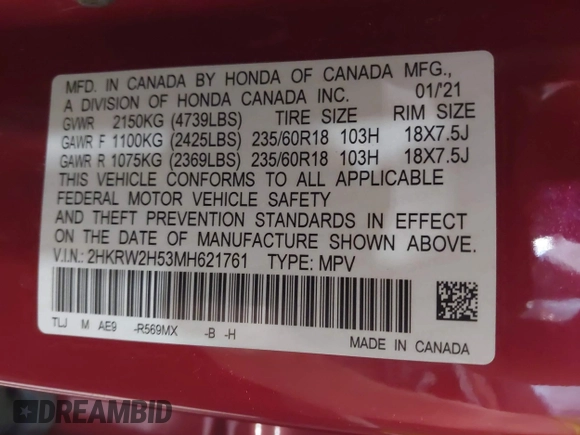 MFD. IN CANADA BY HONDA OF CANADA MFG.,
A DIVISION OF HONDA CANADA INC. 01/'21
GVWR 2150KG (4739LBS) TIRE SIZE RIM SIZE
GAWR F 1100KG (2425LBS) 235/60R18 103H 18X7.5J
GAWR R 1075KG (2369LBS) 235/60R18 103H 18X7.5J
THIS VEHICLE CONFORMS TO ALL APPLICABLE
FEDERAL MOTOR VEHICLE SAFETY
AND THEFT PREVENTION STANDARDS IN EFFECT
ON THE DATE OF MANUFACTURE SHOWN ABOVE.
V.I.N.: 2HKRW2H53MH621761 TYPE: MPV
TLJ M AE9 -R569MX -B -H
MADE IN CANADA
DREAMBID